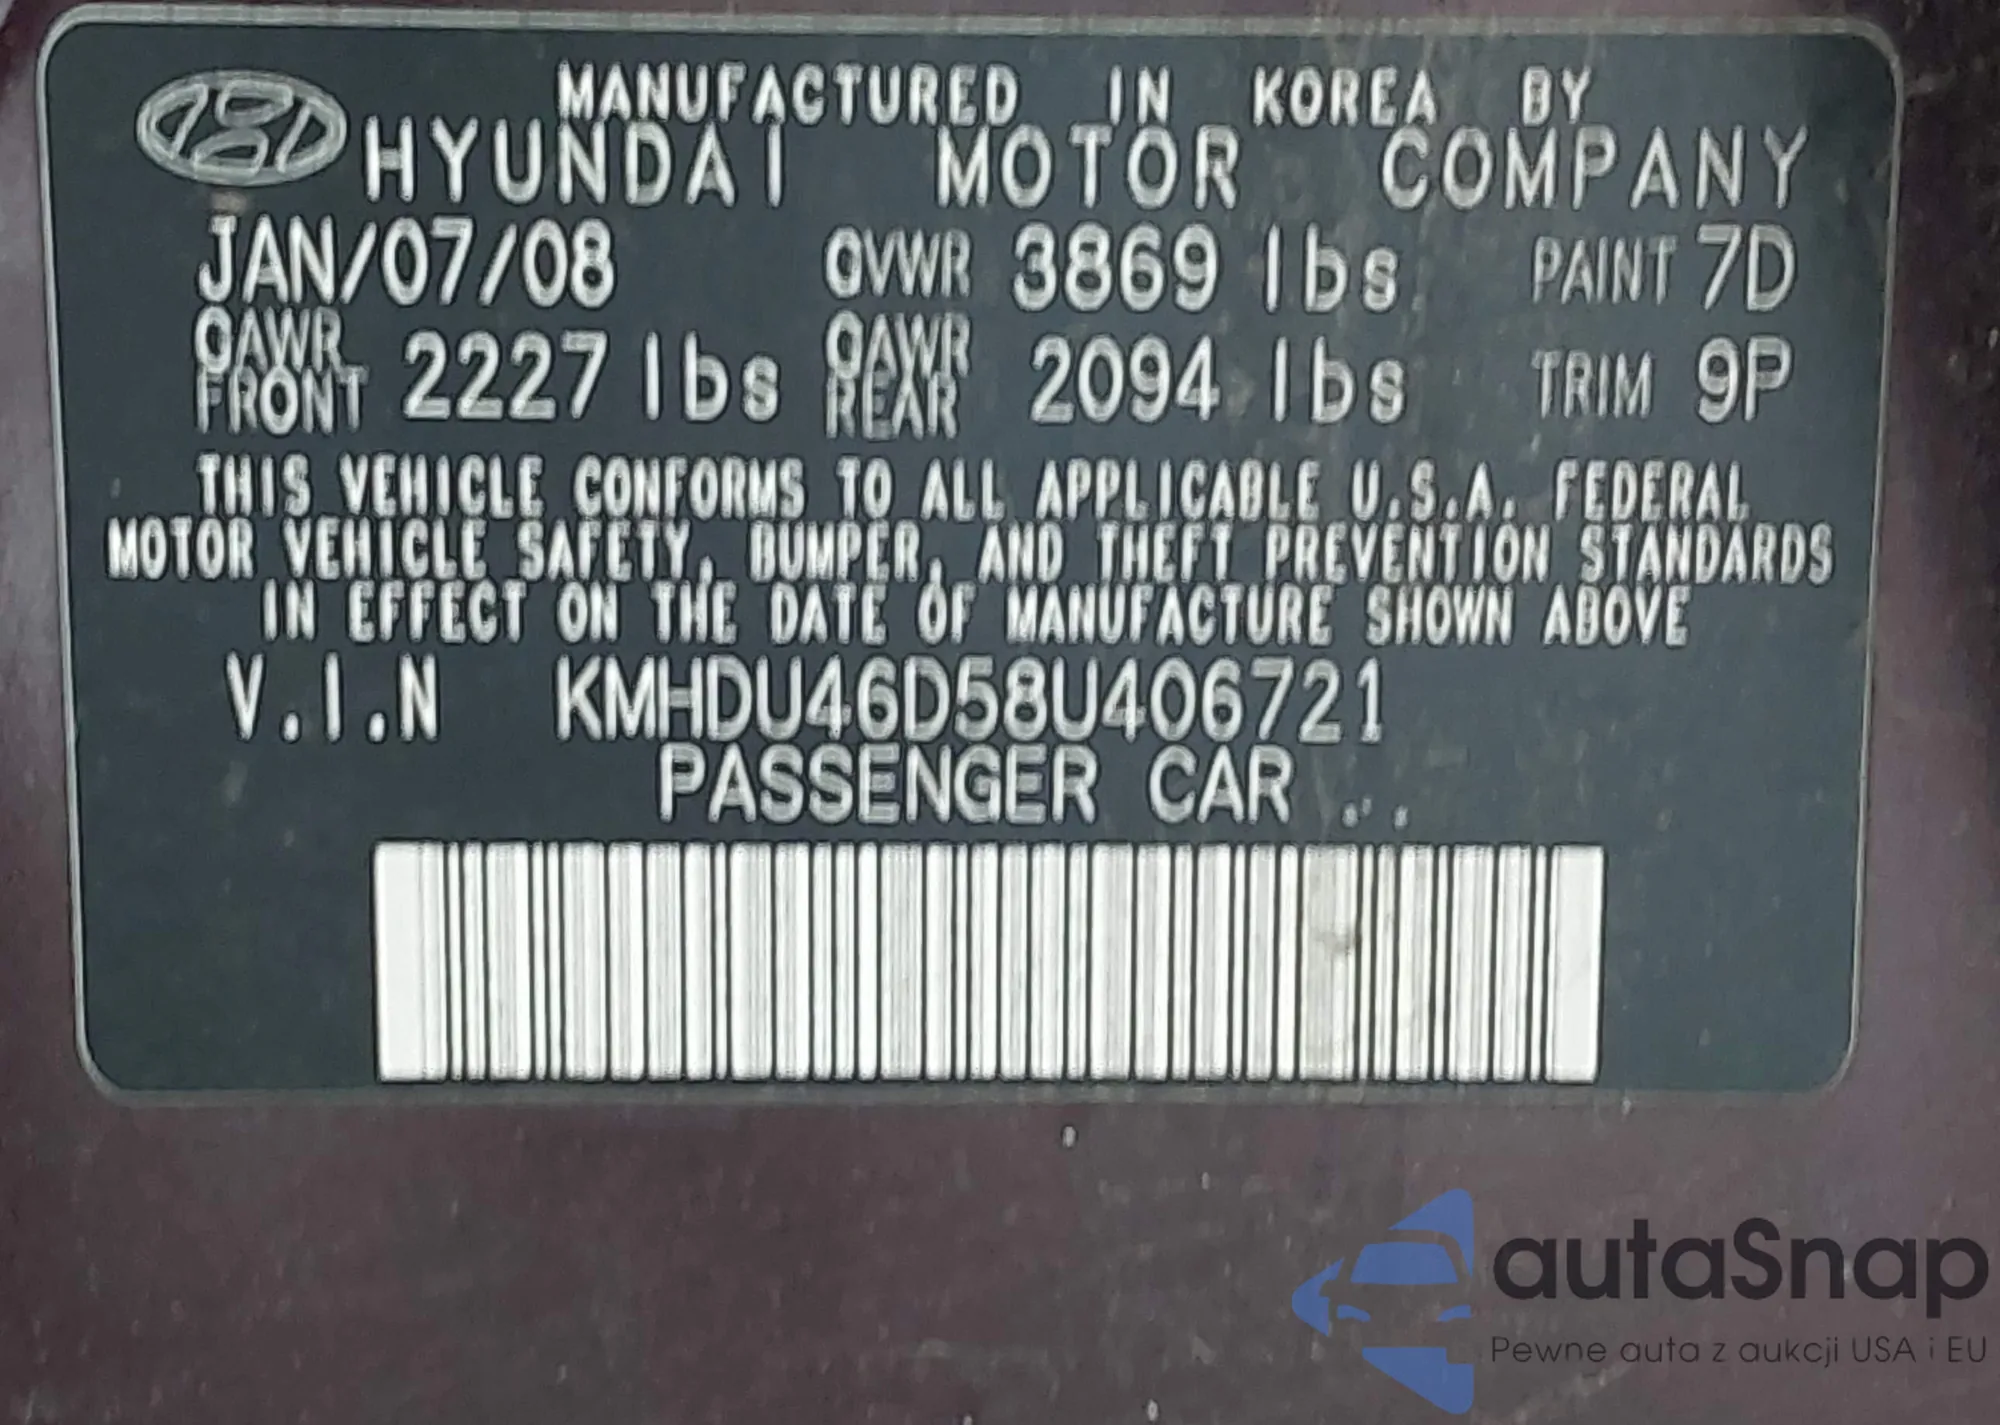 MANUFACTURED IN KOREA BY
HYUNDAI MOTOR COMPANY
JAN/07/08 GVWR 3869 lbs PAINT 7D
GAWR FRONT 2227 lbs GAWR REAR 2094 lbs TRIM 9P
THIS VEHICLE CONFORMS TO ALL APPLICABLE U.S.A. FEDERAL
MOTOR VEHICLE SAFETY, BUMPER, AND THEFT PREVENTION STANDARDS
IN EFFECT ON THE DATE OF MANUFACTURE SHOWN ABOVE
V.I.N KMHDU46D58U406721
PASSENGER CAR
autaSnap
Pewne auta z aukcji USA i EU